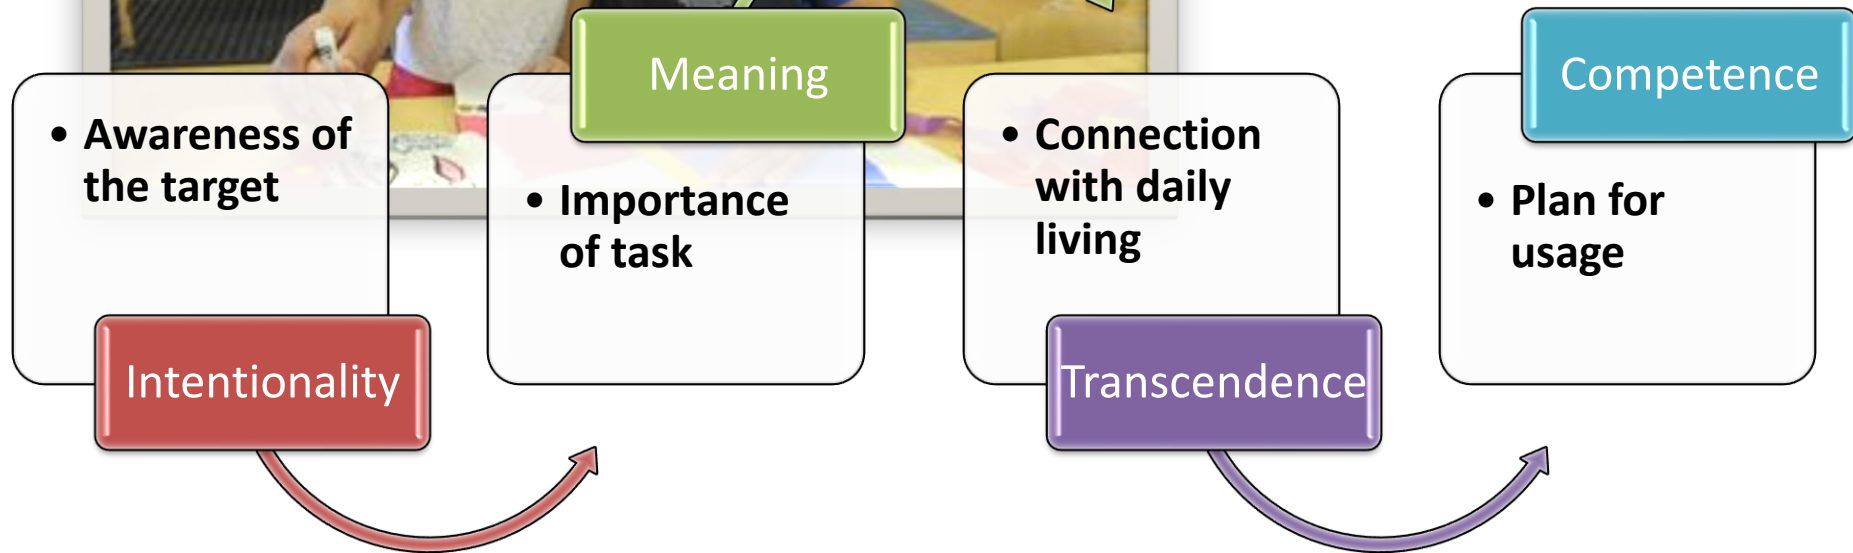 • Awareness of
the target
Intentionality
Meaning
• Importance
of task
• Connection
with daily
living
Transcendence
Competence
• Plan for
usage